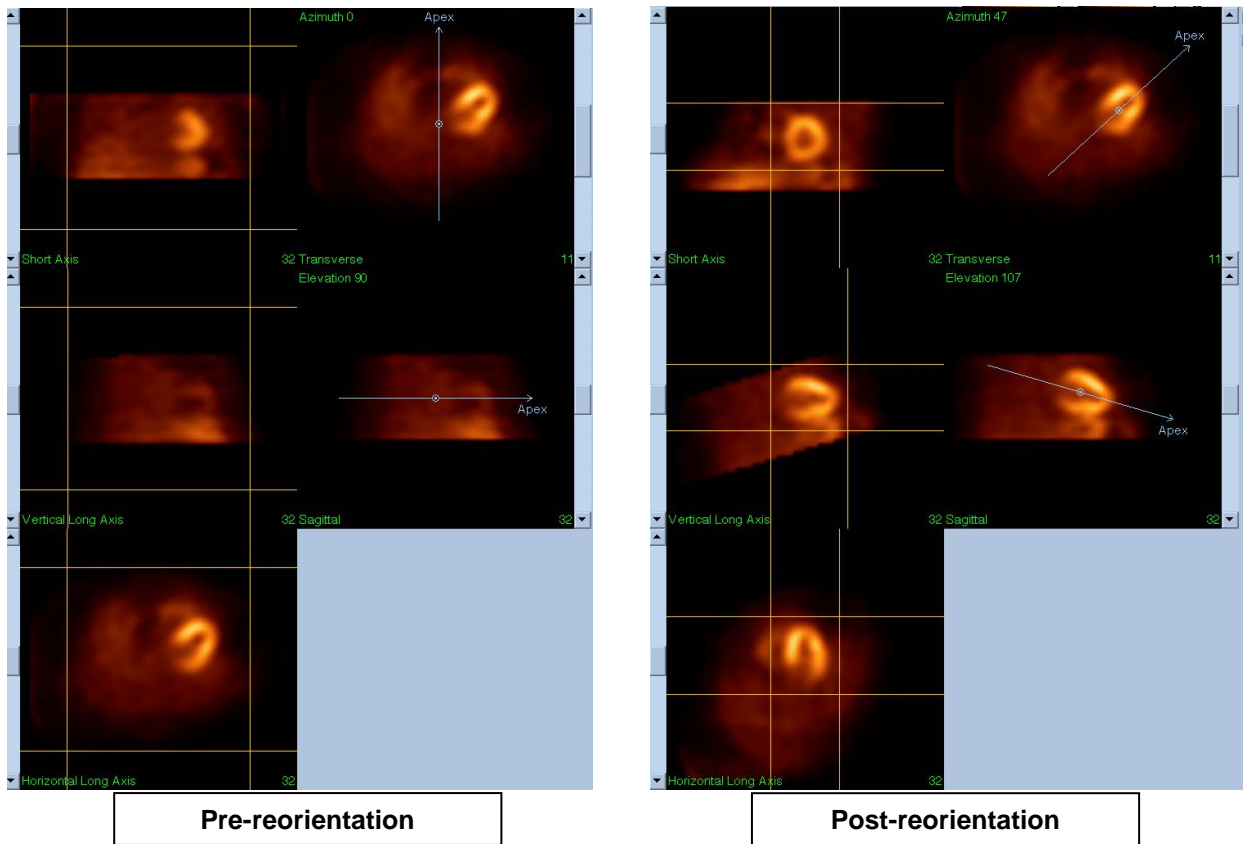 Azimuth 0
Apex
Short Axis
32
Transverse
11
Elevation 90
Apex
Vertical Long Axis
32
Sagittal
32
Horizontal Long Axis
32
Pre-reorientation
Azimuth 47
Apex
Short Axis
32
Transverse
11
Elevation 107
Apex
Vertical Long Axis
32
Sagittal
32
Horizontal Long Axis
32
Post-reorientation